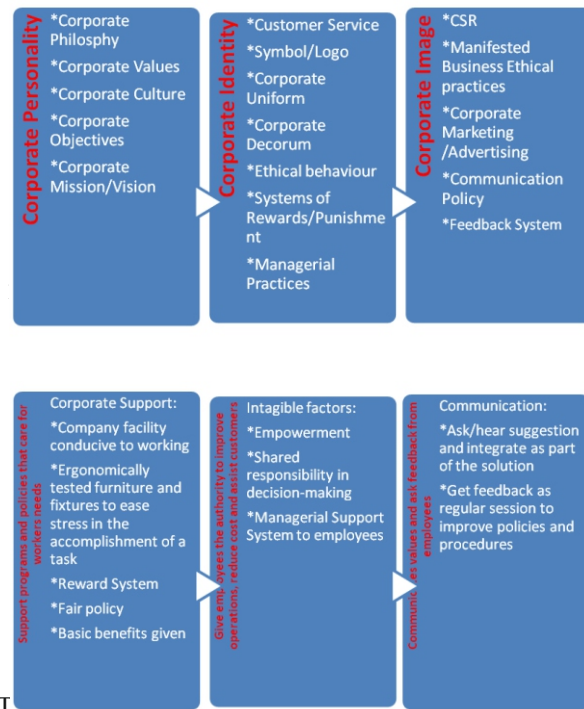 Corporate Personality
*Corporate
Philosphy
*Corporate Values
*Corporate Culture
*Corporate
Objectives
*Corporate
Mission/Vision
Corporate Identity
*Customer Service
*Symbol/Logo
*Corporate
Uniform
*Corporate
Decorum
*Ethical behaviour
*Systems of
Rewards/Punishme
nt
*Managerial
Practices
Corporate Image
*CSR
*Manifested
Business Ethical
practices
*Corporate
Marketing
/Advertising
*Communication
Policy
*Feedback System
Support programs and policies that care for
workers needs
Corporate Support:
*Company facility
conducive to working
*Ergonomically
tested furniture and
fixtures to ease
stress in the
accomplishment of a
task
*Reward System
*Fair policy
*Basic benefits given
Give employees the authority to improve
operations, reduce cost and assist customers
Intagible factors:
*Empowerment
*Shared
responsibility in
decision-making
*Managerial Support
System to employees
values and ask feedback from
employees
Communication:
*Ask/hear suggestion
and integrate as part
of the solution
*Get feedback as
regular session to
improve policies and
procedures
T